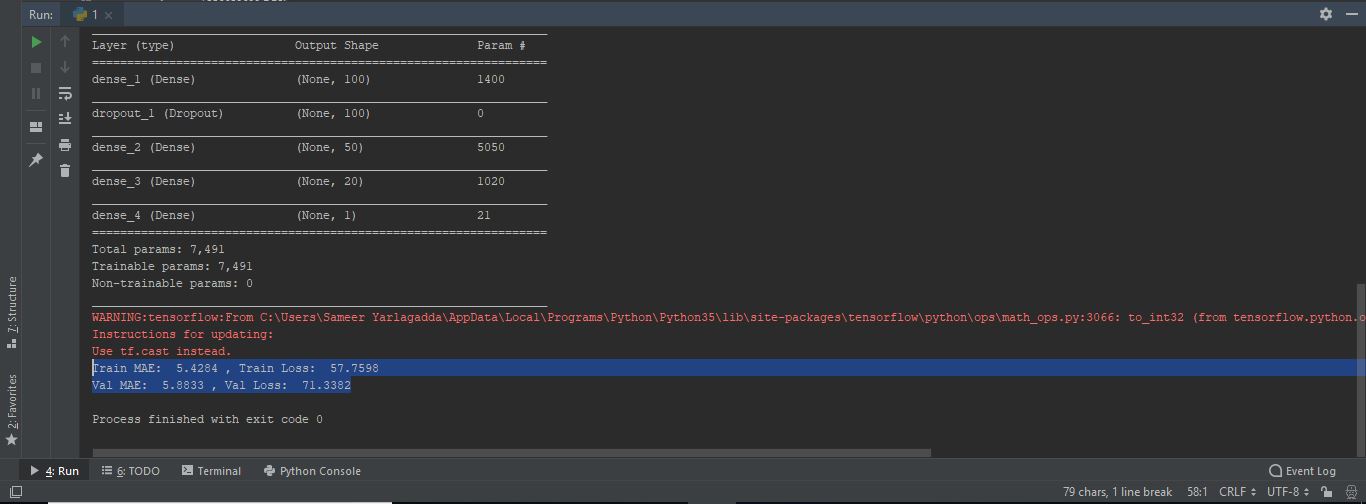 Run:
1
Layer (type) Output Shape Param #
=================================================================
dense_1 (Dense) (None, 100) 1400
dropout_1 (Dropout) (None, 100) 0
dense_2 (Dense) (None, 50) 5050
dense_3 (Dense) (None, 20) 1020
dense_4 (Dense) (None, 1) 21
=================================================================
Total params: 7,491
Trainable params: 7,491
Non-trainable params: 0
WARNING:tensorflow:From C:\Users\Sameer Yarlagadda\AppData\Local\Programs\Python\Python35\lib\site-packages\tensorflow\python\ops\math_ops.py:3066: to_int32 (from tensorflow.python.o
Instructions for updating:
Use tf.cast instead.
Train MAE: 5.4284 , Train Loss: 57.7598
Val MAE: 5.8833 , Val Loss: 71.3382
Process finished with exit code 0
7: Structure
2: Favorites
4: Run
6: TODO
Terminal
Python Console
Event Log
79 chars, 1 line break 58:1 CRLF UTF-8